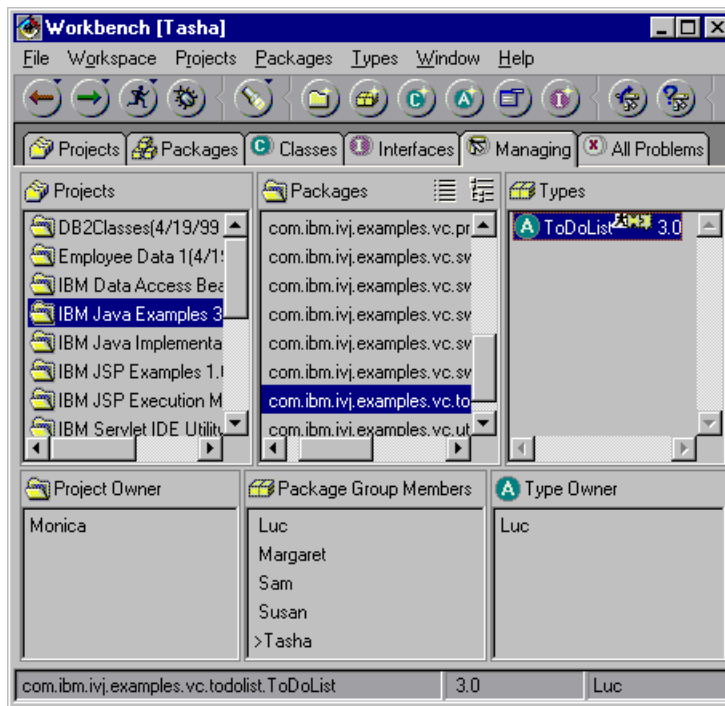 Workbench [Tasha]
File Workspace Projects Packages Types Window Help
Projects Packages Classes Interfaces Managing All Problems
Projects
DB2Classes(4/19/99
Employee Data 1(4/1
IBM Data Access Bea
IBM Java Examples 3
IBM Java Implementa
IBM JSP Examples 1.
IBM JSP Execution M
IBM Servlet IDE Utility
Packages
com.ibm.ivj.examples.vc.pr
com.ibm.ivj.examples.vc.sw
com.ibm.ivj.examples.vc.sw
com.ibm.ivj.examples.vc.sw
com.ibm.ivj.examples.vc.sw
com.ibm.ivj.examples.vc.sw
com.ibm.ivj.examples.vc.to
com.ibm.ivj.examples.vc.ut
Types
A ToDoList 3.0
Project Owner
Monica
Package Group Members
Luc
Margaret
Sam
Susan
>Tasha
A Type Owner
Luc
com.ibm.ivj.examples.vc.todolist.ToDoList 3.0 Luc